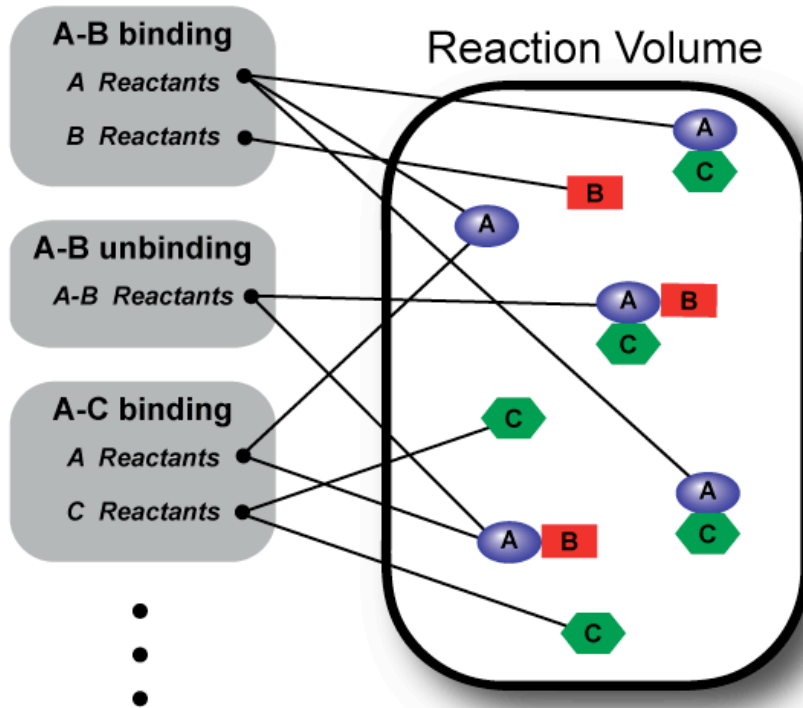 A-B binding
A Reactants
B Reactants
A-B unbinding
A-B Reactants
A-C binding
A Reactants
C Reactants
Reaction Volume
A
C
B
A
A B
C
C
A
C
A B
C